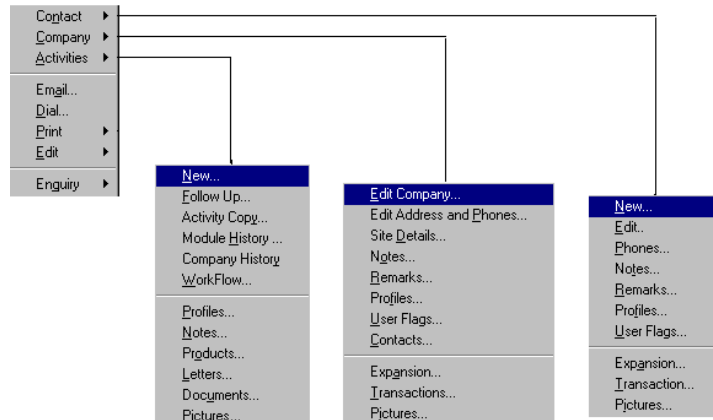 Contact
Company
Activities
Email...
Dial...
Print
Edit
Enguiry
New...
Follow Up...
Activity Copy...
Module History ...
Company History
WorkFlow...
Profiles...
Notes...
Products...
Letters...
Documents...
Pictures...
Edit Company...
Edit Address and Phones...
Site Details...
Notes...
Remarks...
Profiles...
User Flags...
Contacts...
Expansion...
Transactions...
Pictures...
New...
Edit..
Phones...
Notes...
Remarks...
Profiles...
User Flags...
Expansion...
Transaction...
Pictures...